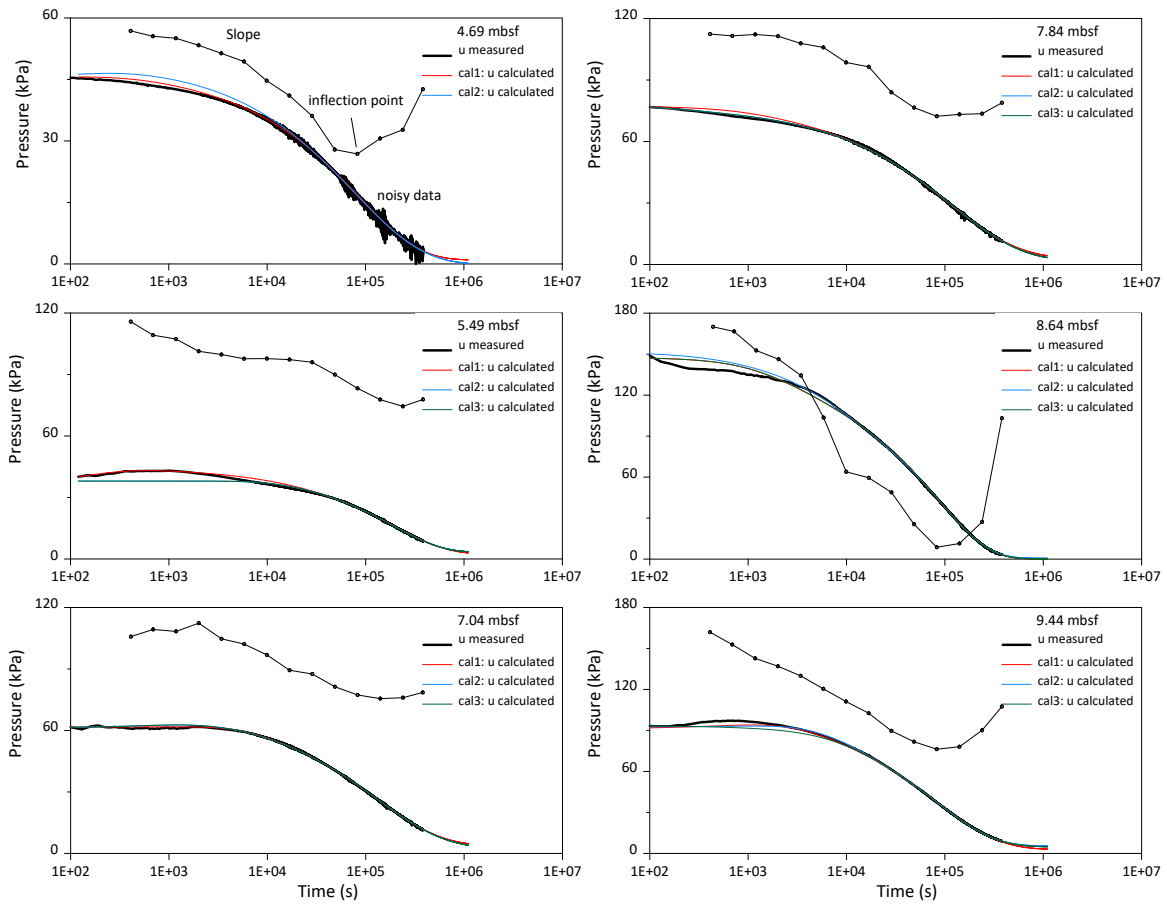 60
30
0
Pressure (kPa)
Slope
inflection point
noisy data
4.69 mbsf
u measured
cal1: u calculated
cal2: u calculated
1E+02 1E+03 1E+04 1E+05 1E+06 1E+07
120
60
0
Pressure (kPa)
7.84 mbsf
u measured
cal1: u calculated
cal2: u calculated
cal3: u calculated
1E+02 1E+03 1E+04 1E+05 1E+06 1E+07
120
60
0
Pressure (kPa)
5.49 mbsf
u measured
cal1: u calculated
cal2: u calculated
cal3: u calculated
1E+02 1E+03 1E+04 1E+05 1E+06 1E+07
180
120
60
0
Pressure (kPa)
8.64 mbsf
u measured
cal1: u calculated
cal2: u calculated
cal3: u calculated
1E+02 1E+03 1E+04 1E+05 1E+06 1E+07
120
60
0
Pressure (kPa)
7.04 mbsf
u measured
cal1: u calculated
cal2: u calculated
cal3: u calculated
1E+02 1E+03 1E+04 1E+05 1E+06 1E+07
Time (s)
180
120
60
0
Pressure (kPa)
9.44 mbsf
u measured
cal1: u calculated
cal2: u calculated
cal3: u calculated
1E+02 1E+03 1E+04 1E+05 1E+06 1E+07
Time (s)